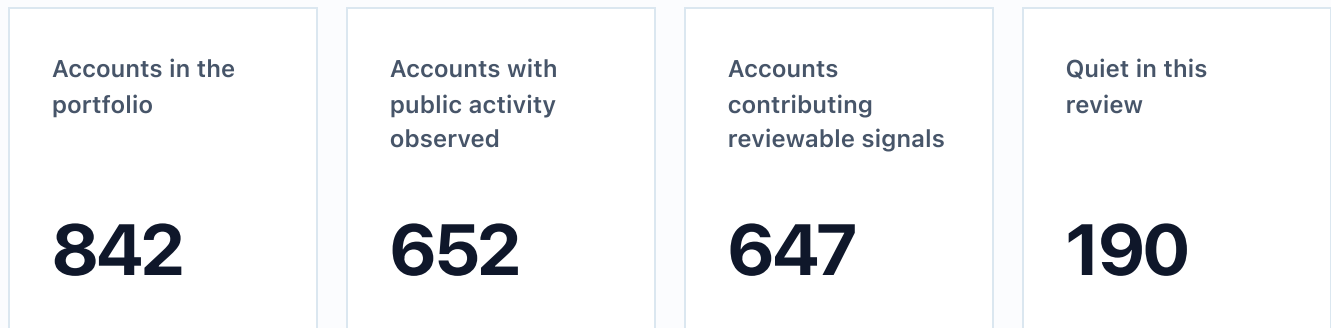 Accounts in the
portfolio
842
Accounts with
public activity
observed
652
Accounts
contributing
reviewable signals
647
Quiet in this
review
190